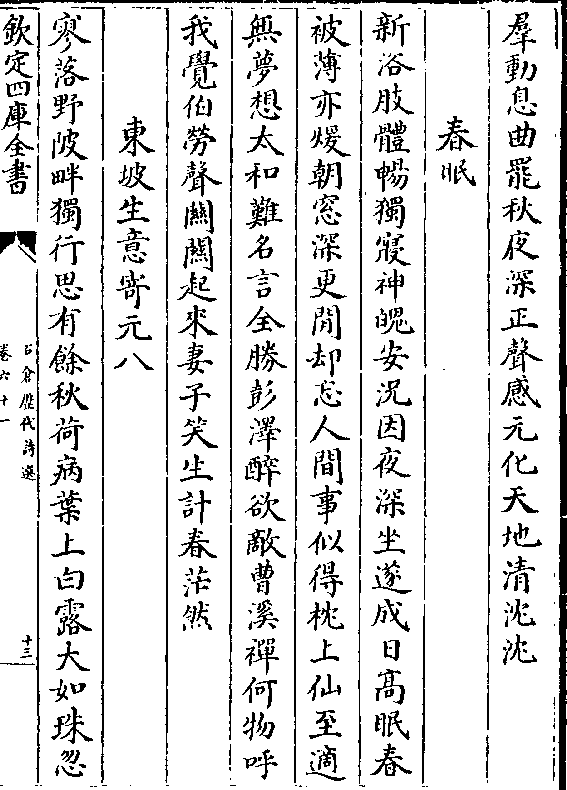 羣動息曲罷秋夜深正聲感元化天地清沈沈
春眠
新浴肢體暢獨寢神魂安況因夜深坐遂成日高眠春
被薄亦煖朝窓深更閒却忘人間事似得枕上仙至適
無夢想太和難名言全勝彭澤醉欲敵曹溪禪何物呼
我覺伯勞聲關關起來妻子笑生計春茫然
東坡生意寄元八
寥落野陂畔獨行思有餘秋荷病葉上白露大如珠忽
欽定四庫全書
石倉歷代詩選
卷六十一
十三